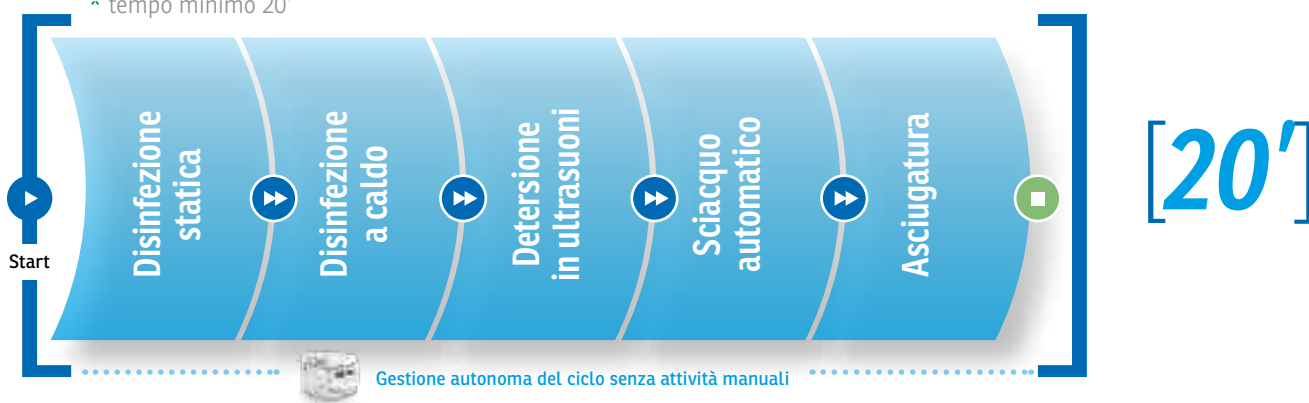 * tempo minimo 20'
Start
Disinfezione
statica
Disinfezione
a caldo
Detersione
in ultrasuoni
Sciacquo
automatico
Asciugatura
[20']
Gestione autonoma del ciclo senza attività manuali